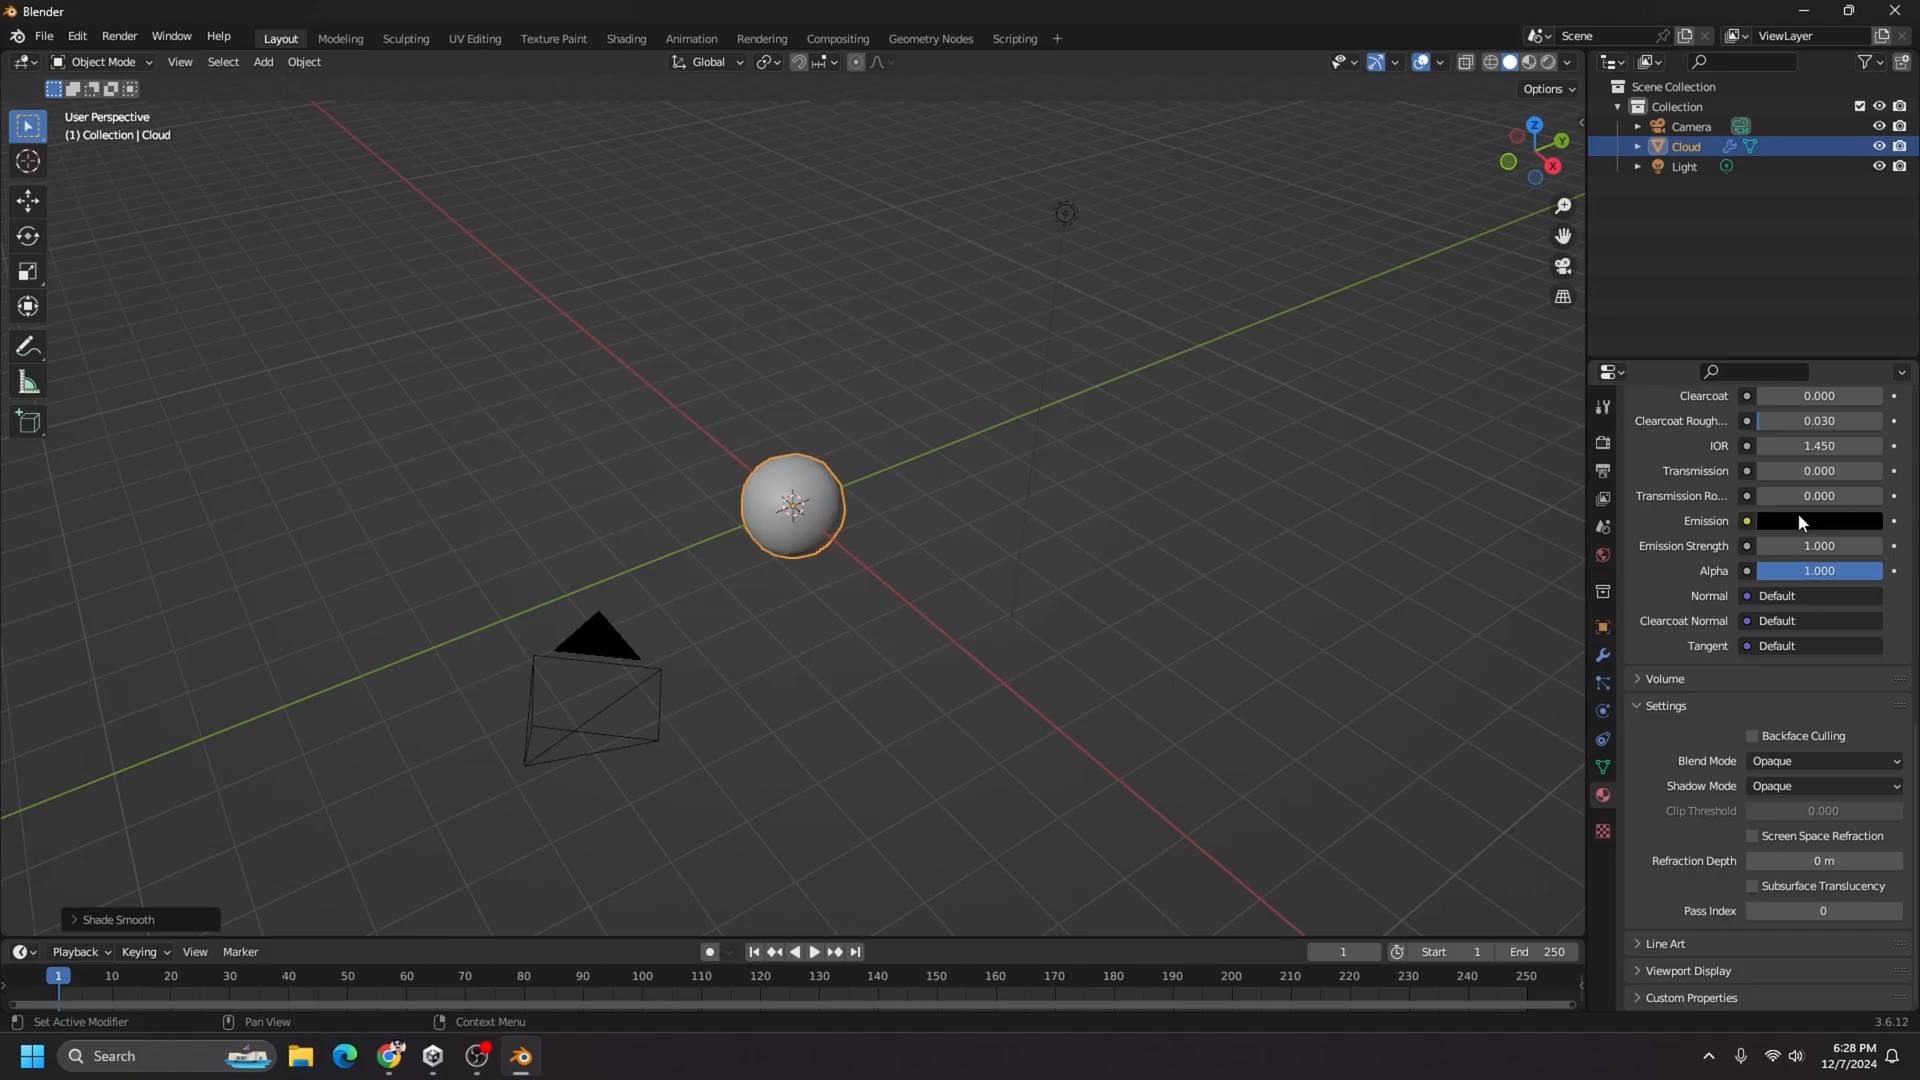 Blender
File Edit Render Window Help
Layout Modeling Sculpting UV Editing Texture Paint Shading Animation Rendering Compositing Geometry Nodes Scripting +
Scene ViewLayer
Object Mode View Select Add Object
Global
Options
User Perspective
(1) Collection | Cloud
Z
Y
X
Scene Collection
Collection
Camera
Cloud
Light
Clearcoat 0.000
Clearcoat Rough... 0.030
IOR 1.450
Transmission 0.000
Transmission Ro... 0.000
Emission
Emission Strength 1.000
Alpha 1.000
Normal Default
Clearcoat Normal Default
Tangent Default
Volume
Settings
Backface Culling
Blend Mode Opaque
Shadow Mode Opaque
Clip Threshold 0.000
Screen Space Refraction
Refraction Depth 0 m
Subsurface Translucency
Pass Index 0
Line Art
Viewport Display
Custom Properties
Shade Smooth
Playback Keying View Marker
1 Start 1 End 250
1 10 20 30 40 50 60 70 80 90 100 110 120 130 140 150 160 170 180 190 200 210 220 230 240 250
Set Active Modifier Pan View Context Menu
3.6.12
Search
6:28 PM
12/7/2024